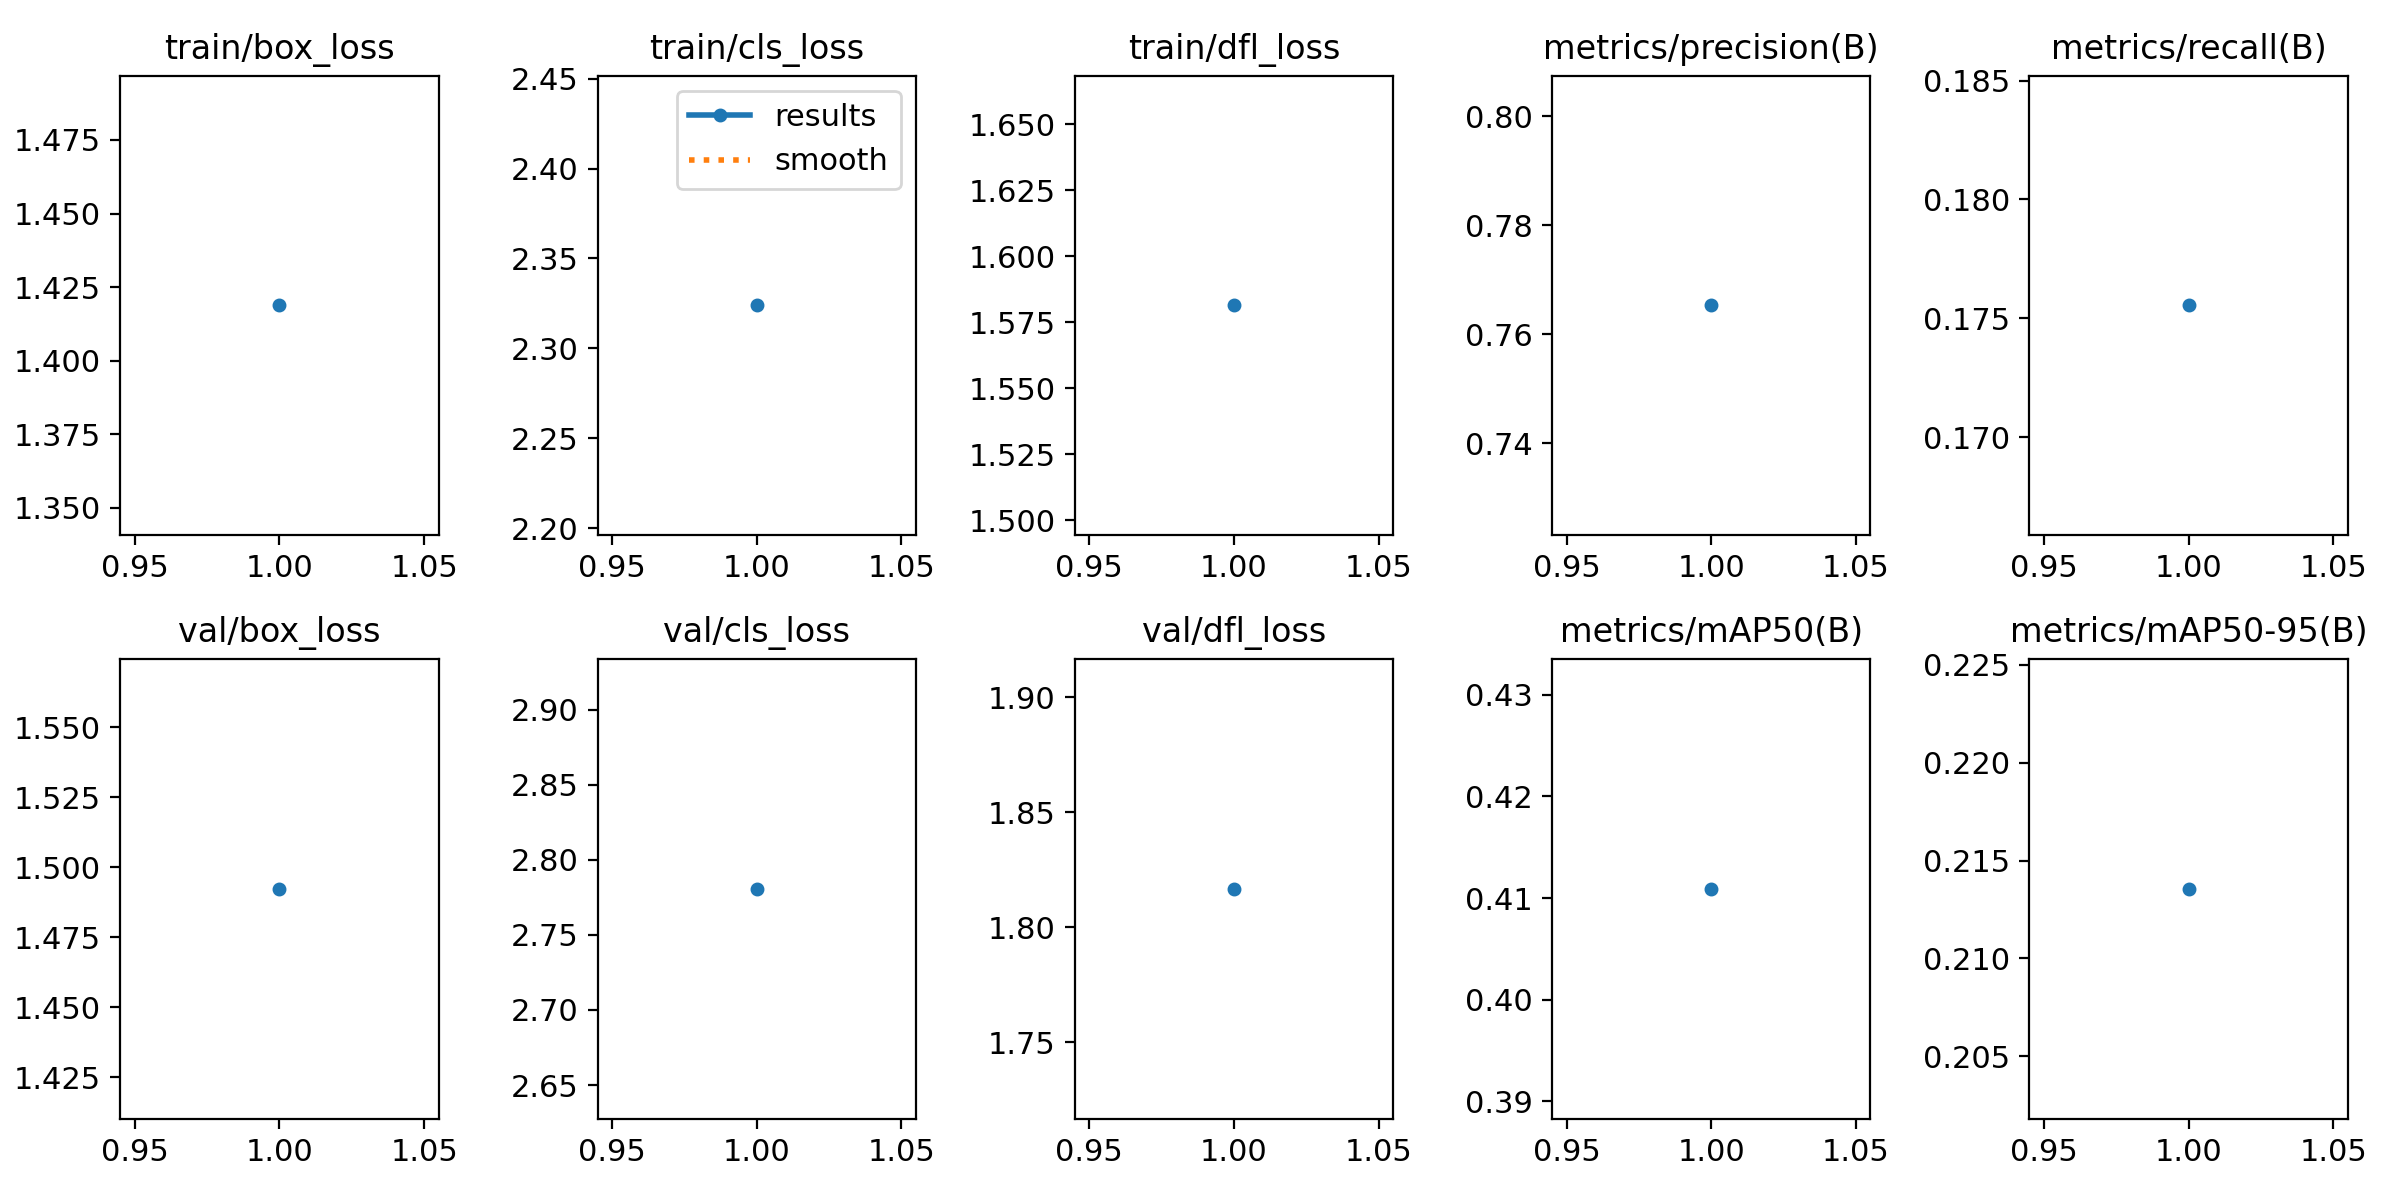 train/box_loss
1.475
1.450
1.425
1.400
1.375
1.350
0.95 1.00 1.05
train/cls_loss
2.45
2.40
2.35
2.30
2.25
2.20
results
smooth
0.95 1.00 1.05
train/dfl_loss
1.650
1.625
1.600
1.575
1.550
1.525
1.500
0.95 1.00 1.05
metrics/precision(B)
0.80
0.78
0.76
0.74
0.95 1.00 1.05
metrics/recall(B)
0.185
0.180
0.175
0.170
0.95 1.00 1.05
val/box_loss
1.550
1.525
1.500
1.475
1.450
1.425
0.95 1.00 1.05
val/cls_loss
2.90
2.85
2.80
2.75
2.70
2.65
0.95 1.00 1.05
val/dfl_loss
1.90
1.85
1.80
1.75
0.95 1.00 1.05
metrics/mAP50(B)
0.43
0.42
0.41
0.40
0.39
0.95 1.00 1.05
metrics/mAP50-95(B)
0.225
0.220
0.215
0.210
0.205
0.95 1.00 1.05